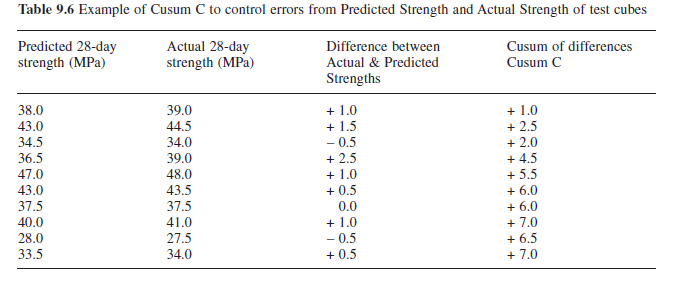 Table 9.6 Example of Cusum C to control errors from Predicted Strength and Actual Strength of test cubes
Predicted 28-day Actual 28-day Difference between Cusum of differences
strength (MPa) strength (MPa) Actual & Predicted Cusum C
Strengths
38.0 39.0 + 1.0 + 1.0
43.0 44.5 + 1.5 + 2.5
34.5 34.0 – 0.5 + 2.0
36.5 39.0 + 2.5 + 4.5
47.0 48.0 + 1.0 + 5.5
43.0 43.5 + 0.5 + 6.0
37.5 37.5 0.0 + 6.0
40.0 41.0 + 1.0 + 7.0
28.0 27.5 – 0.5 + 6.5
33.5 34.0 + 0.5 + 7.0